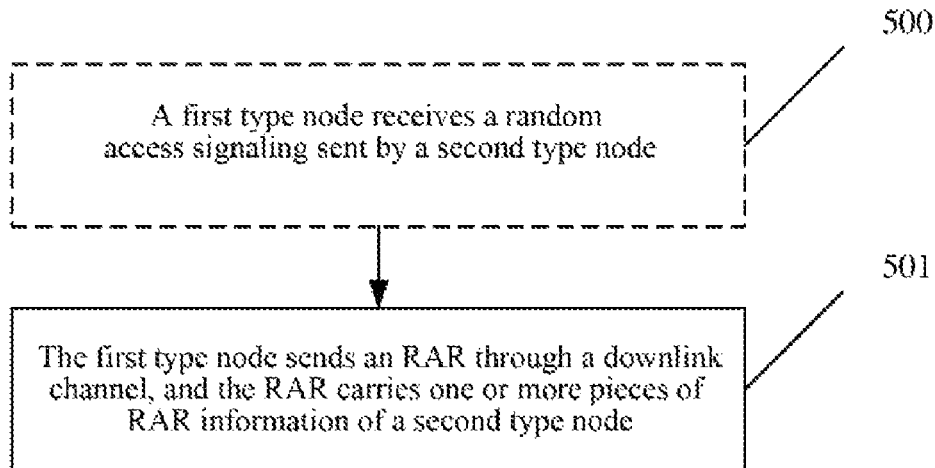 500
A first type node receives a random
access signaling sent by a second type node
501
The first type node sends an RAR through a downlink
channel, and the RAR carries one or more pieces of
RAR information of a second type node